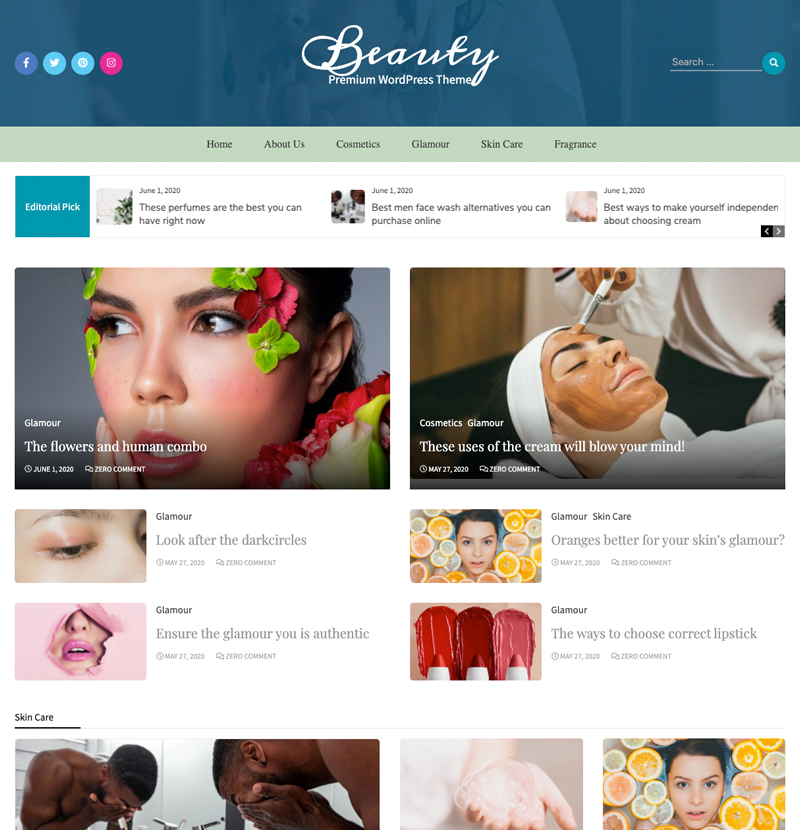 Beauty
Premium WordPress Theme
Search ...
Home About Us Cosmetics Glamour Skin Care Fragrance
Editorial Pick
June 1, 2020
These perfumes are the best you can
have right now
June 1, 2020
Best men face wash alternatives you can
purchase online
June 1, 2020
Best ways to make yourself independen
about choosing cream
Glamour
The flowers and human combo
JUNE 1, 2020 ZERO COMMENT
Cosmetics Glamour
These uses of the cream will blow your mind!
MAY 27, 2020 ZERO COMMENT
Glamour
Look after the darkcircles
MAY 27, 2020 ZERO COMMENT
Glamour Skin Care
Oranges better for your skin's glamour?
MAY 27, 2020 ZERO COMMENT
Glamour
Ensure the glamour you is authentic
MAY 27, 2020 ZERO COMMENT
Glamour
The ways to choose correct lipstick
MAY 27, 2020 ZERO COMMENT
Skin Care